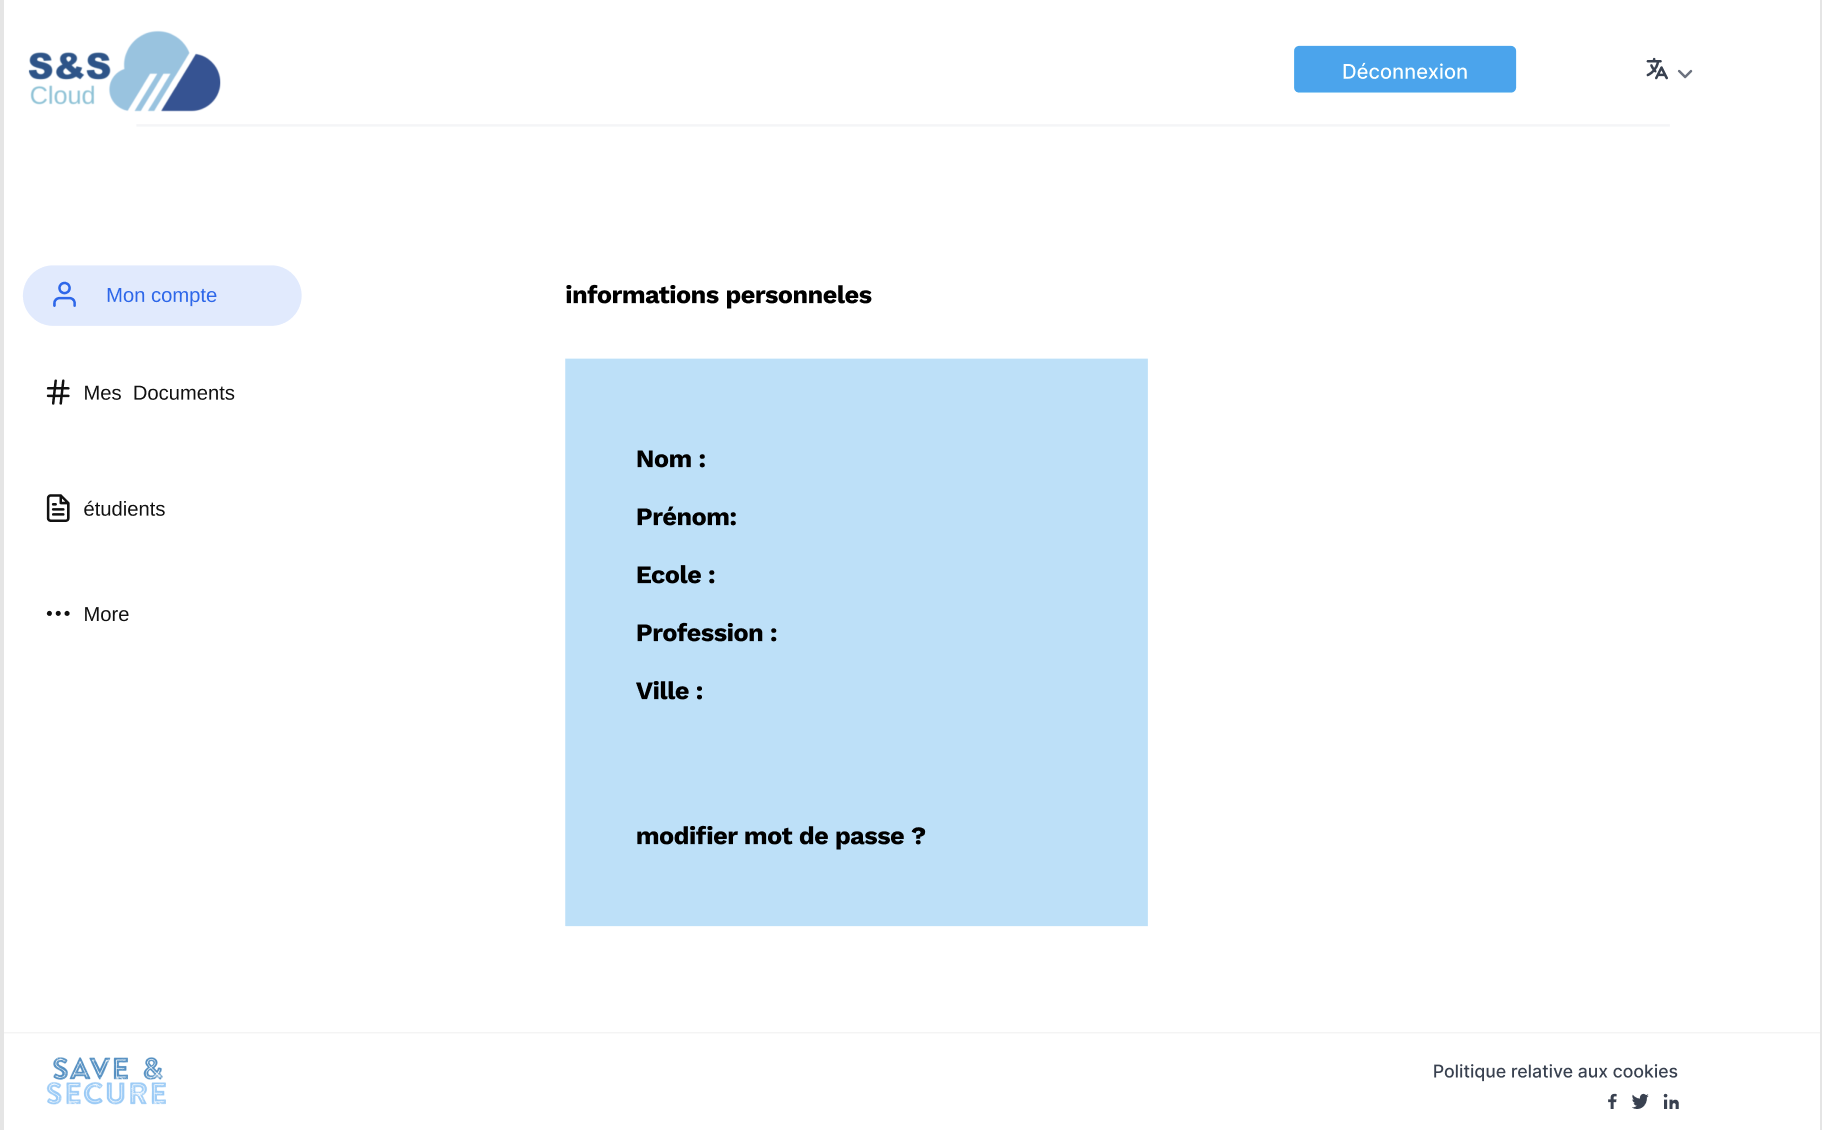 S&S
Cloud
Déconnexion
Mon compte
informations personneles
Mes  Documents
Nom :
étudients
Prénom:
Ecole :
More
Profession :
Ville :
modifier mot de passe ?
SAVE &
SECURE
Politique relative aux cookies